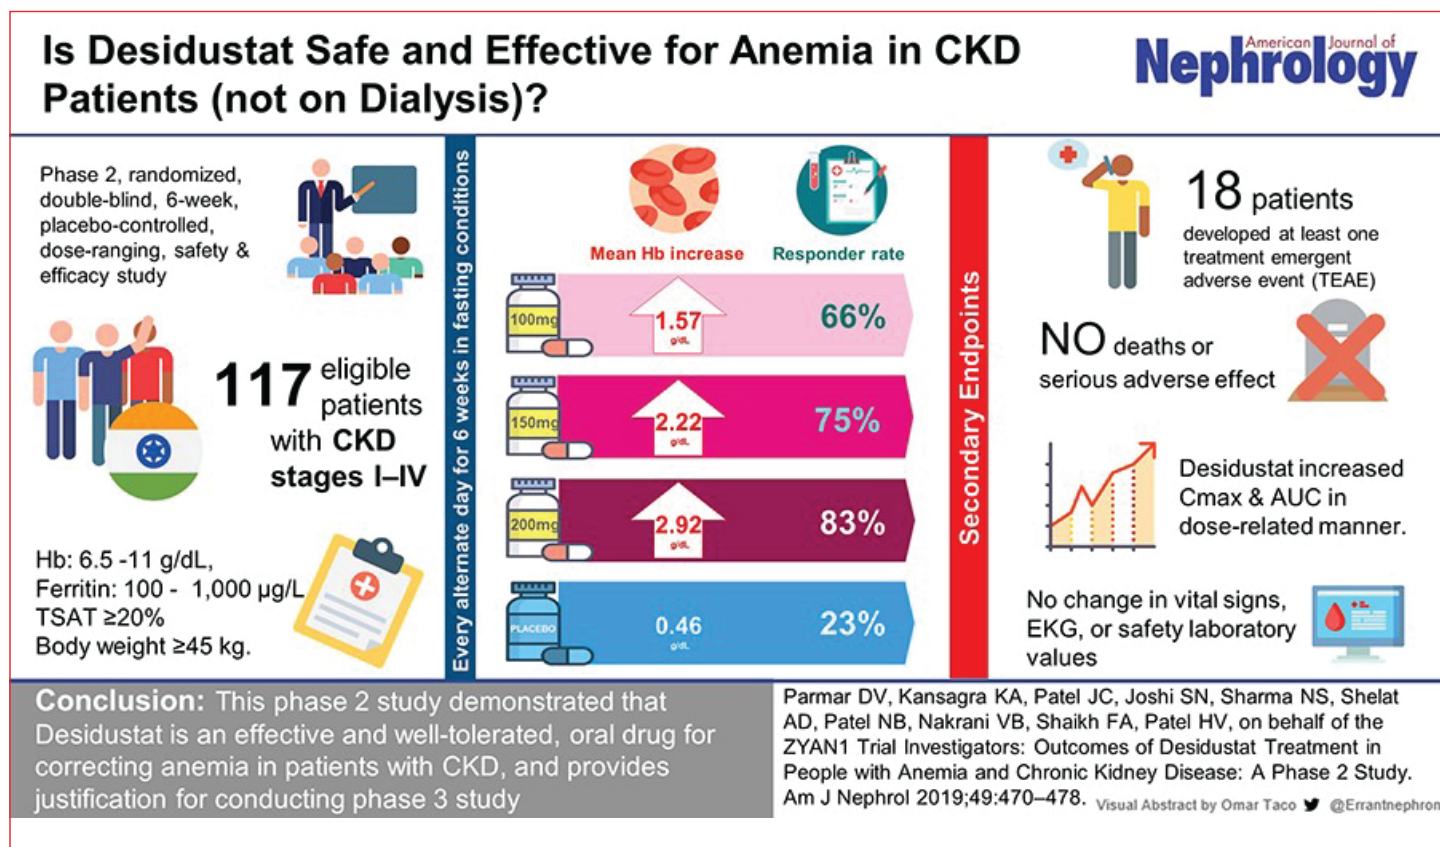 Is Desidustat Safe and Effective for Anemia in CKD
Patients (not on Dialysis)?
American Journal of
Nephrology
Phase 2, randomized,
double-blind, 6-week,
placebo-controlled,
dose-ranging, safety &
efficacy study
117 eligible
patients
with CKD
stages I–IV
Hb: 6.5 -11 g/dL,
Ferritin: 100 - 1,000 µg/L
TSAT ≥20%
Body weight ≥45 kg.
Every alternate day for 6 weeks in fasting conditions
Mean Hb increase
Responder rate
100mg
1.57
g/dL
66%
150mg
2.22
g/dL
75%
200mg
2.92
g/dL
83%
PLACEBO
0.46
g/dL
23%
Secondary Endpoints
18 patients
developed at least one
treatment emergent
adverse event (TEAE)
NO deaths or
serious adverse effect
Desidustat increased
Cmax & AUC in
dose-related manner.
No change in vital signs,
EKG, or safety laboratory
values
Conclusion: This phase 2 study demonstrated that
Desidustat is an effective and well-tolerated, oral drug for
correcting anemia in patients with CKD, and provides
justification for conducting phase 3 study
Parmar DV, Kansagra KA, Patel JC, Joshi SN, Sharma NS, Shelat
AD, Patel NB, Nakrani VB, Shaikh FA, Patel HV, on behalf of the
ZYAN1 Trial Investigators: Outcomes of Desidustat Treatment in
People with Anemia and Chronic Kidney Disease: A Phase 2 Study.
Am J Nephrol 2019;49:470–478.
Visual Abstract by Omar Taco @Errantnephron